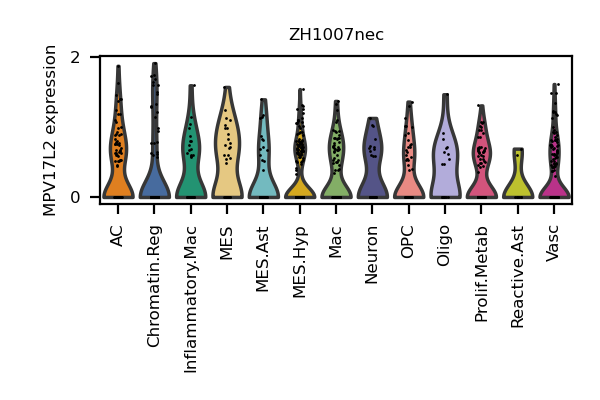 ZH1007nec
MPV17L2 expression
2
0
AC
Chromatin.Reg
Inflammatory.Mac
MES
MES.Ast
MES.Hyp
Mac
Neuron
OPC
Oligo
Prolif.Metab
Reactive.Ast
Vasc